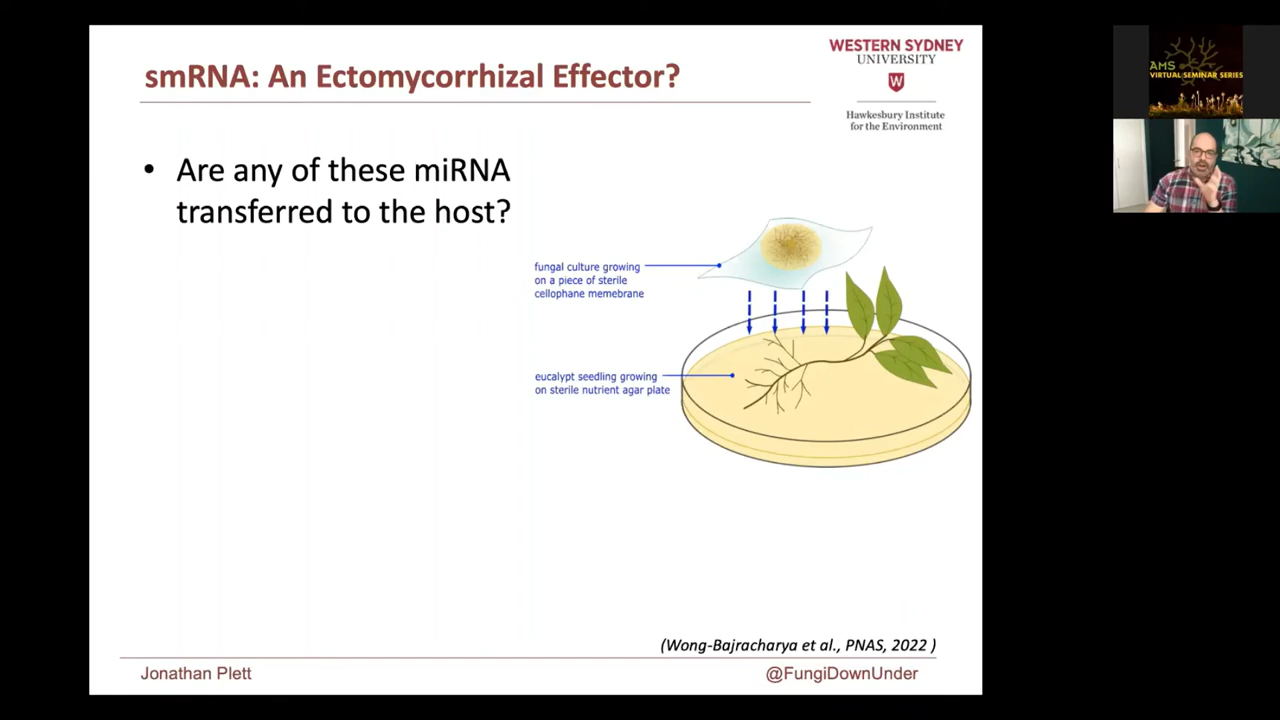 smRNA: An Ectomycorrhizal Effector?
WESTERN SYDNEY
UNIVERSITY
W
Hawkesbury Institute
for the Environment
• Are any of these miRNA
transferred to the host?
fungal culture growing
on a piece of sterile
cellophane memebrane
eucalypt seedling growing
on sterile nutrient agar plate
(Wong-Bajracharya et al., PNAS, 2022 )
Jonathan Plett
@FungiDownUnder
AMS
VIRTUAL SEMINAR SERIES